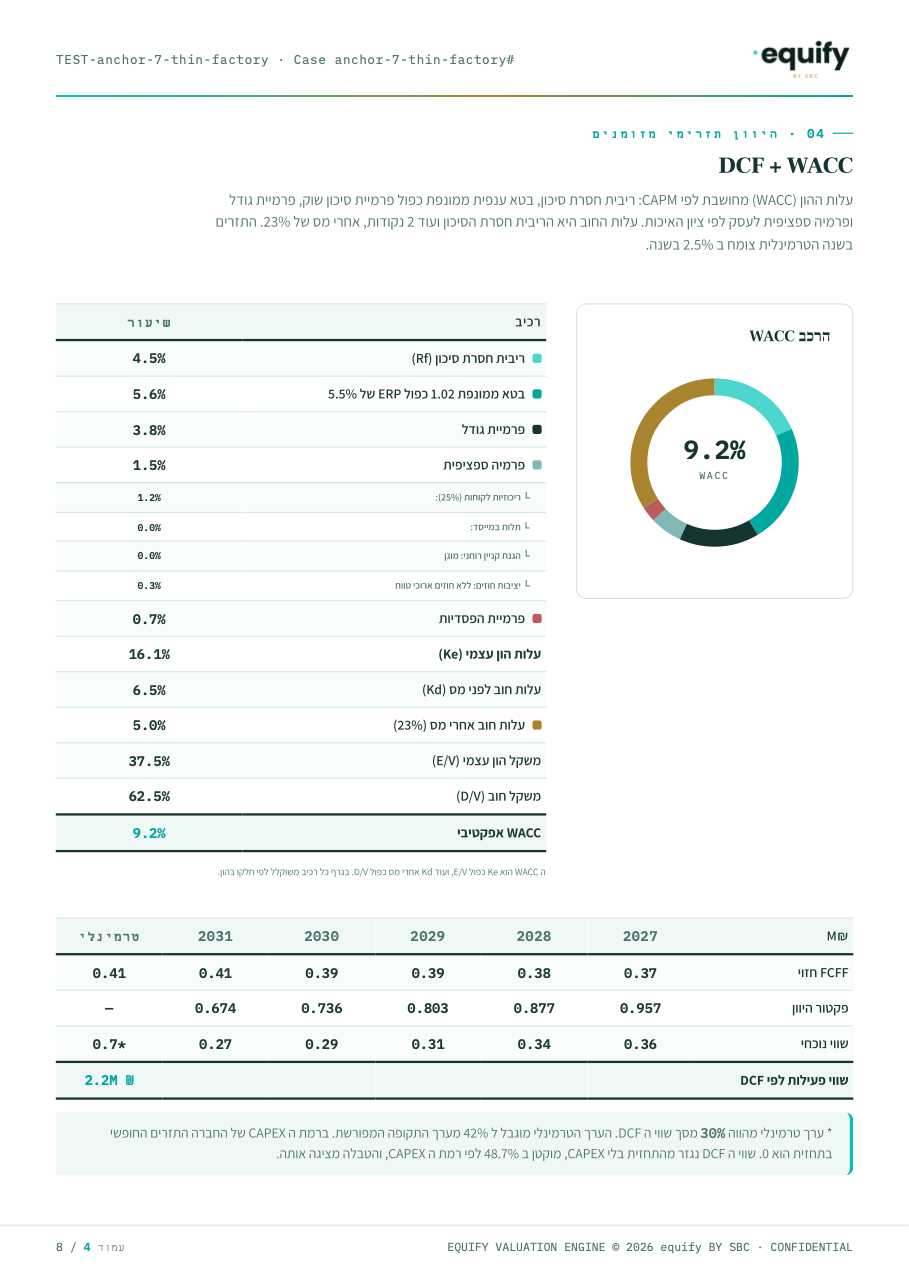 TEST-anchor-7-thin-factory · Case anchor-7-thin-factory#
equify
BY SBC
04 · היוון תזרימי מזומנים
DCF + WACC
עלות ההון (WACC) מחושבת לפי CAPM: ריבית חסרת סיכון, בטא ענפית ממונפת כפול פרמיית סיכון שוק, פרמיית גודל
ופרמיה ספציפית לעסק לפי ציון האיכות. עלות החוב היא הריבית חסרת הסיכון ועוד 2 נקודות, אחרי מס של 23%. התזרים
בשנה הטרמינלית צומח ב 2.5% בשנה.
הרכב WACC
9.2%
WACC
רכיב שיעור
ריבית חסרת סיכון (Rf) 4.5%
בטא ממונפת 1.02 כפול ERP של 5.5% 5.6%
פרמיית גודל 3.8%
פרמיה ספציפית 1.5%
└ ריכוזיות לקוחות (25%): 1.2%
└ תלות במייסד: 0.0%
└ הגנת קניין רוחני: מוגן 0.0%
└ יציבות חוזים: ללא חוזים ארוכי טווח 0.3%
פרמיית הפסדיות 0.7%
עלות הון עצמי (Ke) 16.1%
עלות חוב לפני מס (Kd) 6.5%
עלות חוב אחרי מס (23%) 5.0%
משקל הון עצמי (E/V) 37.5%
משקל חוב (D/V) 62.5%
WACC אפקטיבי 9.2%
ה WACC הוא Ke כפול E/V, ועוד Kd אחרי מס כפול D/V. בגרף כל רכיב משוקלל לפי חלקו בהון.
₪M 2027 2028 2029 2030 2031 טרמינלי
FCFF חזוי 0.37 0.38 0.39 0.39 0.41 0.41
פקטור היוון 0.957 0.877 0.803 0.736 0.674 —
שווי נוכחי 0.36 0.34 0.31 0.29 0.27 0.7*
שווי פעילות לפי DCF 2.2M ₪
* ערך טרמינלי מהווה 30% מסך שווי ה DCF. הערך הטרמינלי מוגבל ל 42% מערך התקופה המפורשת. ברמת ה CAPEX של החברה התזרים החופשי
בתחזית הוא 0. שווי ה DCF נגזר מהתחזית בלי CAPEX, מוקטן ב 48.7% לפי רמת ה CAPEX, והטבלה מציגה אותה.
EQUIFY VALUATION ENGINE © 2026 equify BY SBC · CONFIDENTIAL
עמוד 4 / 8